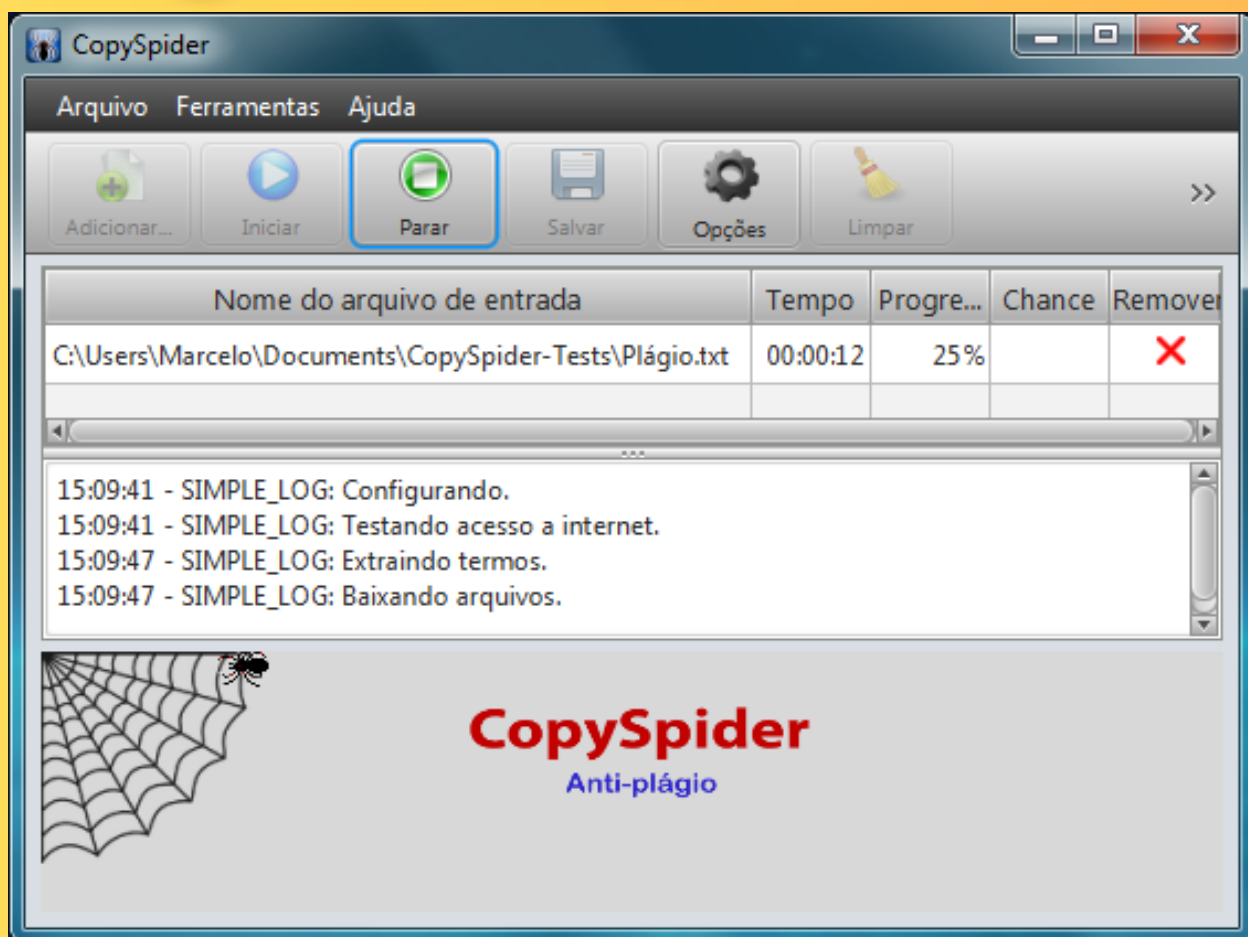 CopySpider
Arquivo Ferramentas Ajuda
Adicionar... Iniciar Parar Salvar Opções Limpar >>
Nome do arquivo de entrada Tempo Progre... Chance Remover
C:\Users\Marcelo\Documents\CopySpider-Tests\Plágio.txt 00:00:12 25%
15:09:41 - SIMPLE_LOG: Configurando.
15:09:41 - SIMPLE_LOG: Testando acesso a internet.
15:09:47 - SIMPLE_LOG: Extraindo termos.
15:09:47 - SIMPLE_LOG: Baixando arquivos.
CopySpider
Anti-plágio